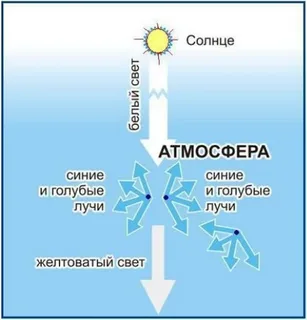 Солнце
белый свет
АТМОСФЕРА
синие
и голубые
лучи
синие
и голубые
лучи
желтоватый свет